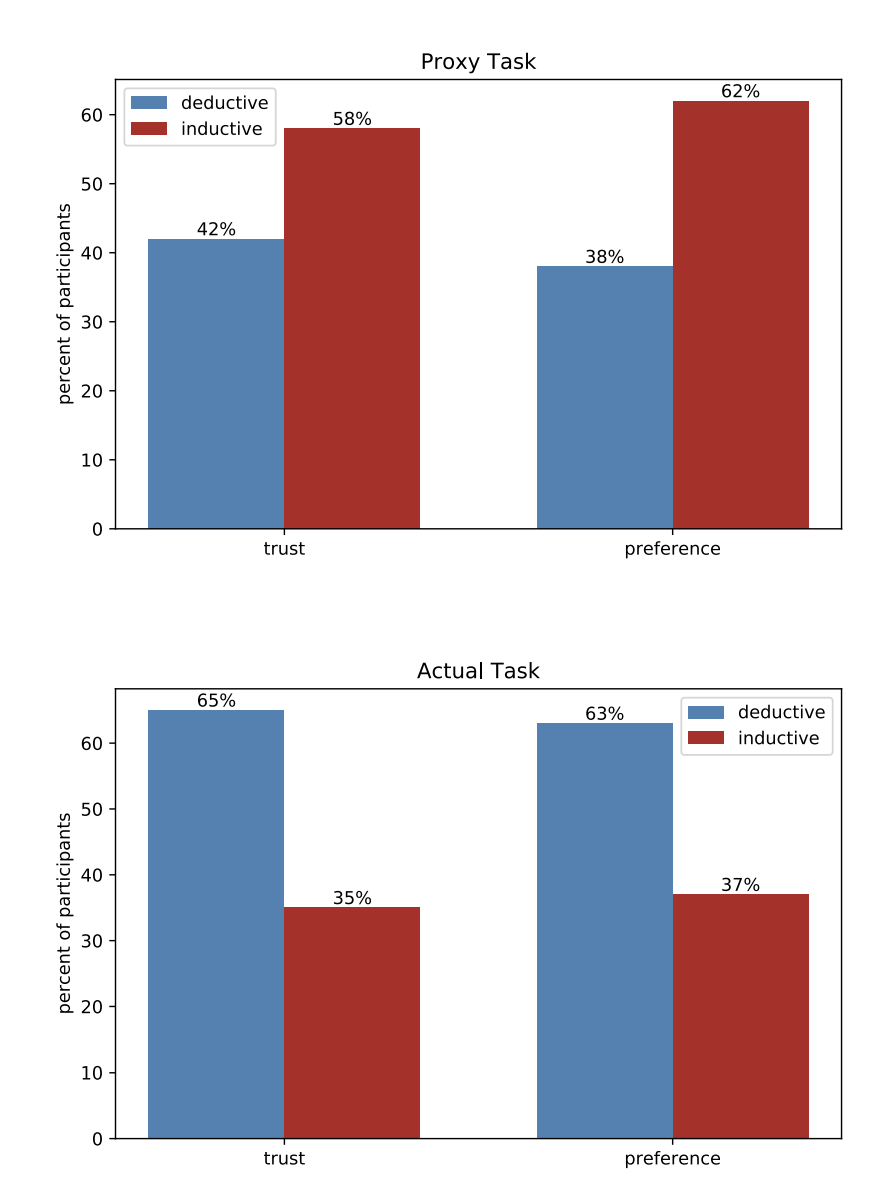 Proxy Task
deductive
inductive
62%
58%
42%
38%
60
50
40
30
20
10
0
percent of participants
trust preference
Actual Task
deductive
inductive
65%
63%
37%
35%
60
50
40
30
20
10
0
percent of participants
trust preference